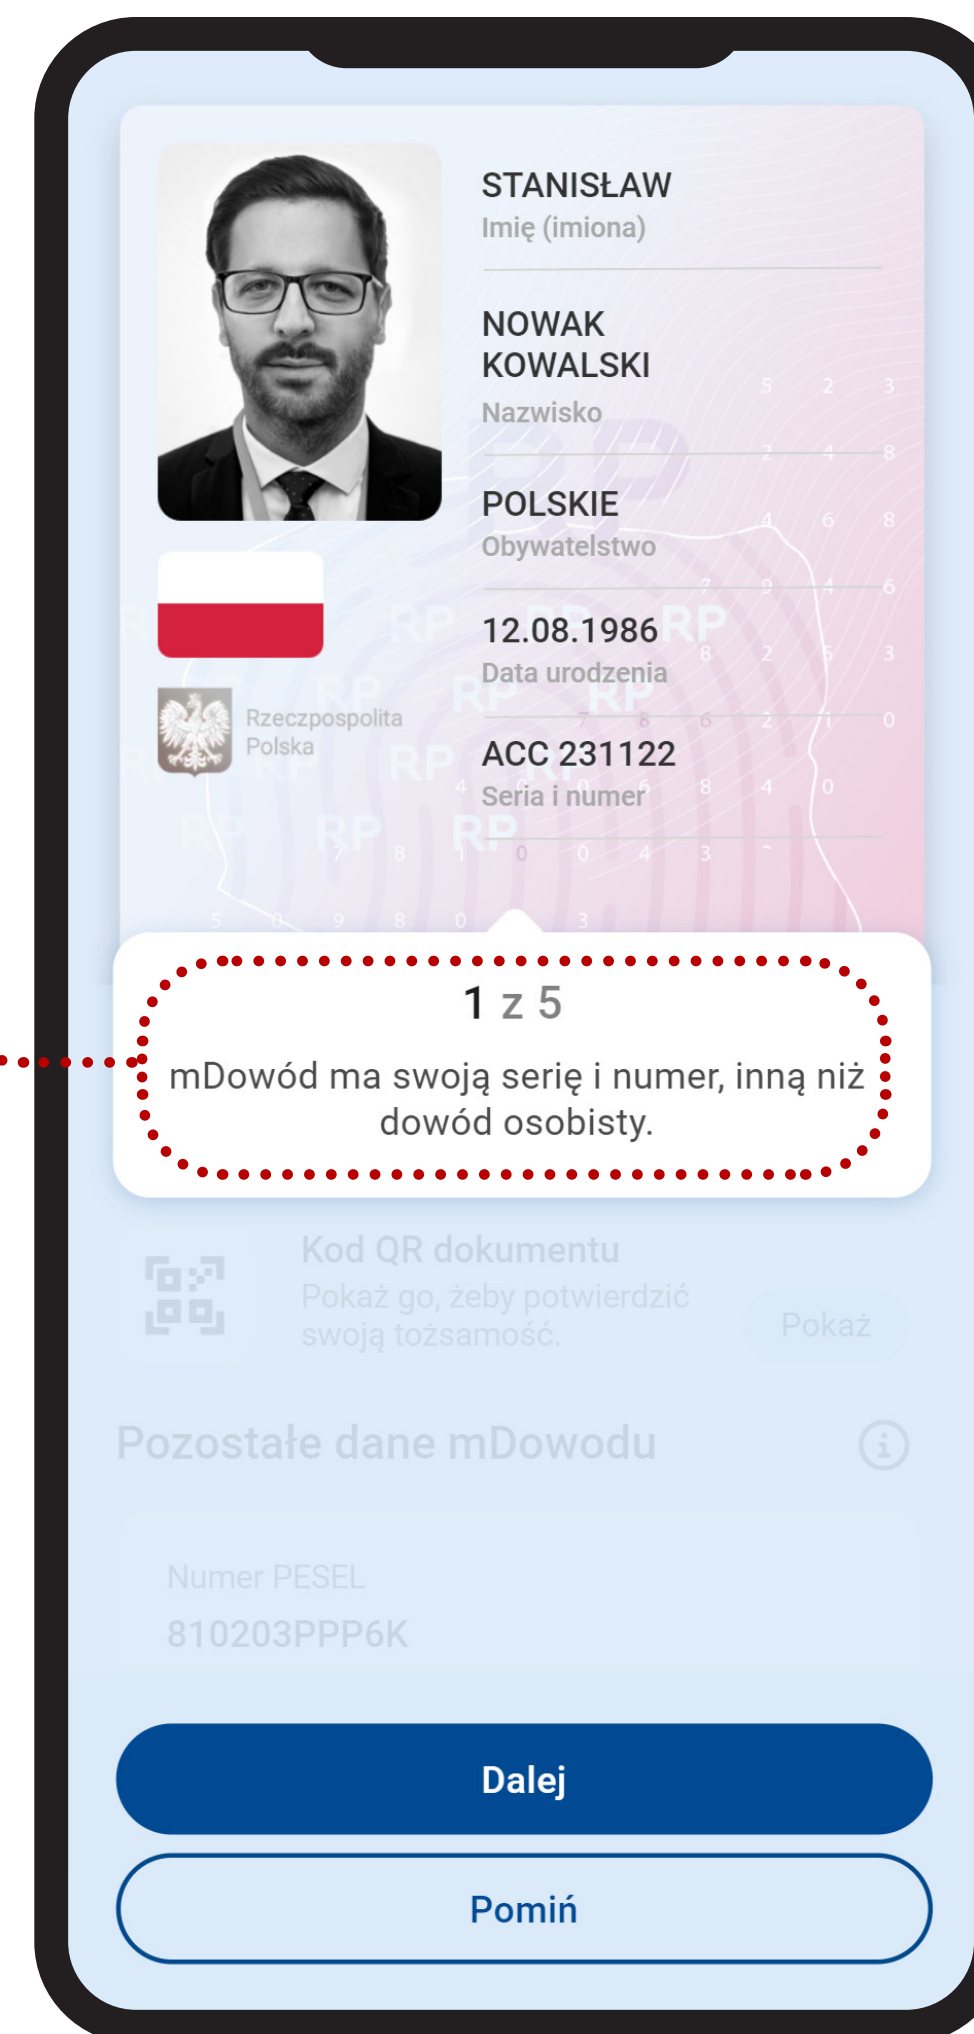 STANISŁAW
Imię (imiona)
NOWAK
KOWALSKI
Nazwisko
POLSKIE
Obywatelstwo
12.08.1986
Data urodzenia
Rzeczpospolita
Polska
ACC 231122
Seria i numer
1 z 5
mDowód ma swoją serię i numer, inną niż
dowód osobisty.
Kod QR dokumentu
Pokaż go, żeby potwierdzić
swoją tożsamość.
Pokaż
Pozostałe dane mDowodu
Numer PESEL
810203PPP6K
Dalej
Pomiń